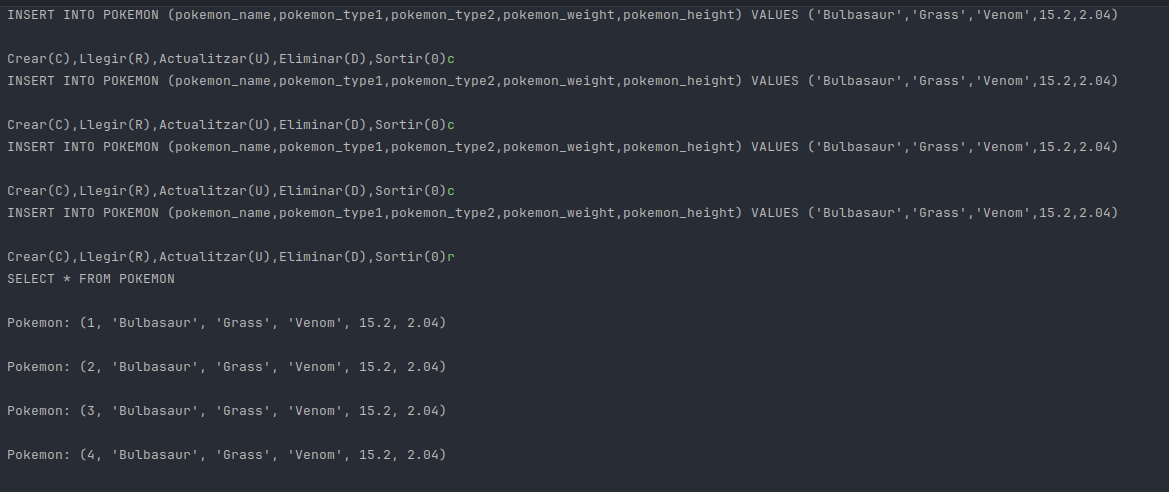 INSERT INTO POKEMON (pokemon_name,pokemon_type1,pokemon_type2,pokemon_weight,pokemon_height) VALUES ('Bulbasaur','Grass','Venom',15.2,2.04)
Crear(C),Llegir(R),Actualitzar(U),Eliminar(D),Sortir(0)c
INSERT INTO POKEMON (pokemon_name,pokemon_type1,pokemon_type2,pokemon_weight,pokemon_height) VALUES ('Bulbasaur','Grass','Venom',15.2,2.04)
Crear(C),Llegir(R),Actualitzar(U),Eliminar(D),Sortir(0)c
INSERT INTO POKEMON (pokemon_name,pokemon_type1,pokemon_type2,pokemon_weight,pokemon_height) VALUES ('Bulbasaur','Grass','Venom',15.2,2.04)
Crear(C),Llegir(R),Actualitzar(U),Eliminar(D),Sortir(0)c
INSERT INTO POKEMON (pokemon_name,pokemon_type1,pokemon_type2,pokemon_weight,pokemon_height) VALUES ('Bulbasaur','Grass','Venom',15.2,2.04)
Crear(C),Llegir(R),Actualitzar(U),Eliminar(D),Sortir(0)r
SELECT * FROM POKEMON
Pokemon: (1, 'Bulbasaur', 'Grass', 'Venom', 15.2, 2.04)
Pokemon: (2, 'Bulbasaur', 'Grass', 'Venom', 15.2, 2.04)
Pokemon: (3, 'Bulbasaur', 'Grass', 'Venom', 15.2, 2.04)
Pokemon: (4, 'Bulbasaur', 'Grass', 'Venom', 15.2, 2.04)